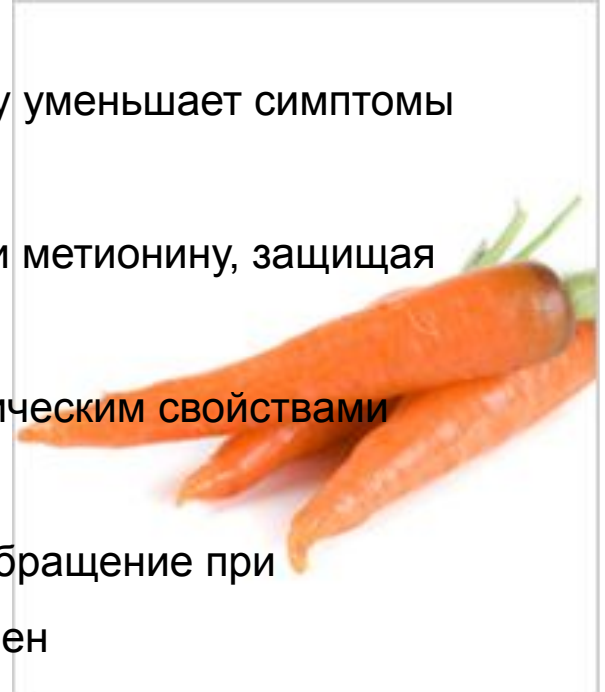 у уменьшает симптомы
и метионину, защищая
ическим свойствами
бращение при
ен